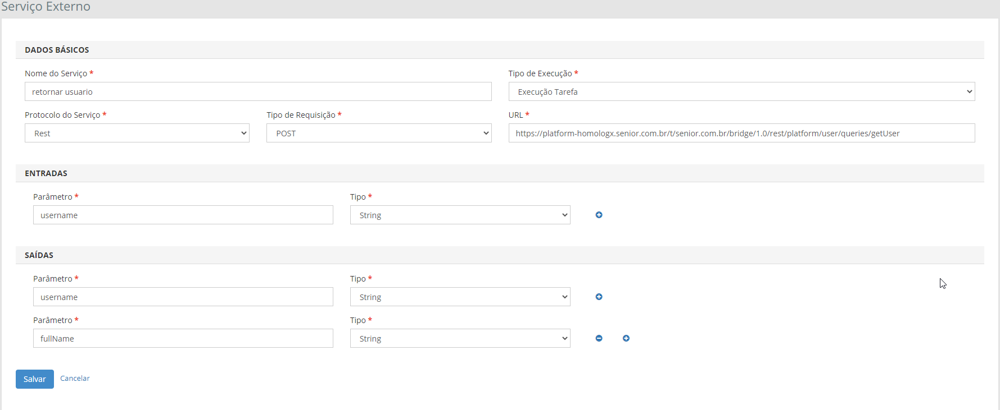 Serviço Externo
DADOS BÁSICOS
Nome do Serviço *
Tipo de Execução *
retornar usuario
Execução Tarefa
Protocolo do Serviço *
Tipo de Requisição *
URL *
Rest
POST
https://platform-homologx.senior.com.br/t/senior.com.br/bridge/1.0/rest/platform/user/queries/getUser
ENTRADAS
Parâmetro *
Tipo *
username
String
SAÍDAS
Parâmetro *
Tipo *
username
String
Parâmetro *
Tipo *
fullName
String
Salvar
Cancelar